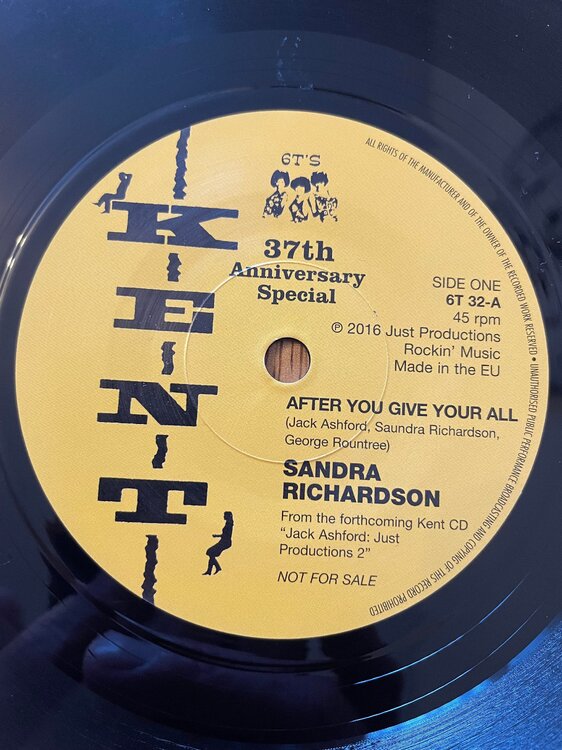 6T'S
KENT
37th
Anniversary
Special
SIDE ONE
6T 32-A
45 rpm
℗ 2016 Just Productions
Rockin' Music
Made in the EU
AFTER YOU GIVE YOUR ALL
(Jack Ashford, Saundra Richardson,
George Rountree)
SANDRA
RICHARDSON
From the forthcoming Kent CD
"Jack Ashford: Just
Productions 2"
NOT FOR SALE
ALL RIGHTS OF THE MANUFACTURER AND OF THE OWNER OF THE RECORDED WORK RESERVED • UNAUTHORISED PUBLIC PERFORMANCE BROADCASTING AND COPYING OF THIS RECORD PROHIBITED